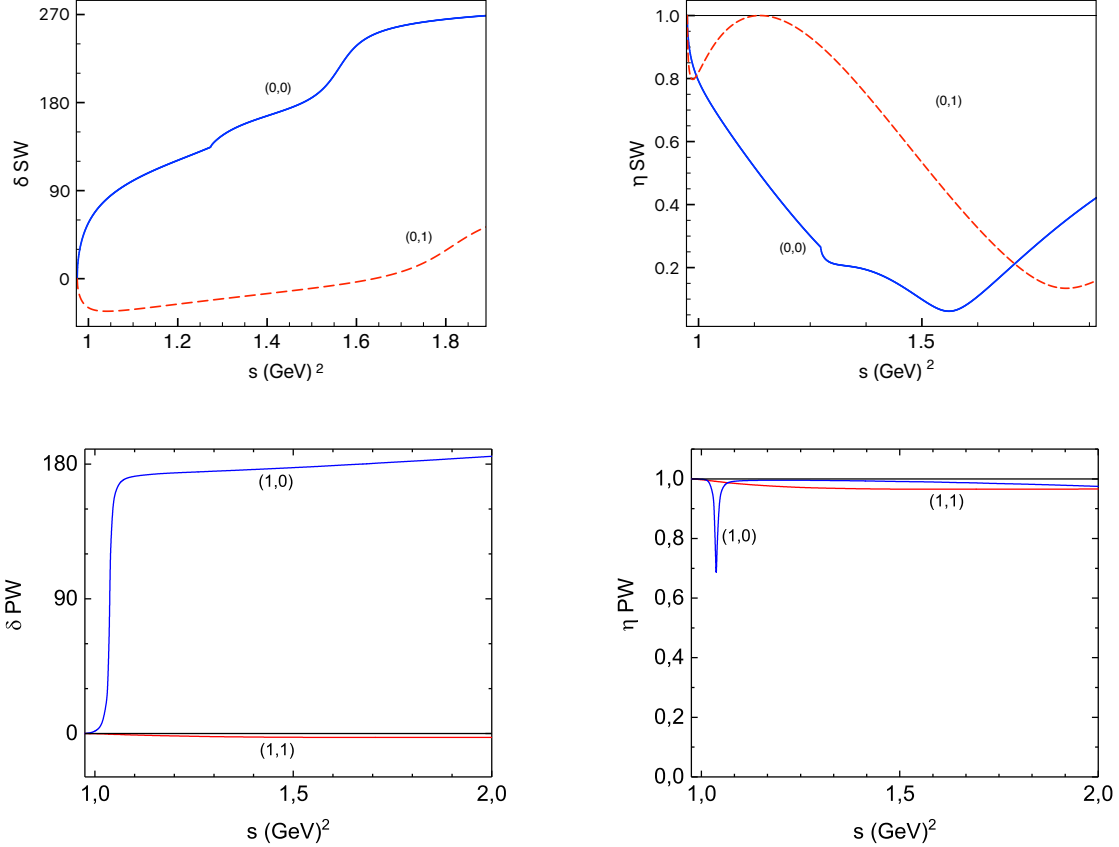 270
180
90
0
δ SW
(0,0)
(0,1)
1 1.2 1.4 1.6 1.8
s (GeV) 2
1.0
0.8
0.6
0.4
0.2
η SW
(0,1)
(0,0)
1 1.5
s (GeV) 2
180
90
0
δ PW
(1,0)
(1,1)
1,0 1,5 2,0
s (GeV)2
1,0
0,8
0,6
0,4
0,2
0,0
η PW
(1,1)
(1,0)
1,0 1,5 2,0
s (GeV)2